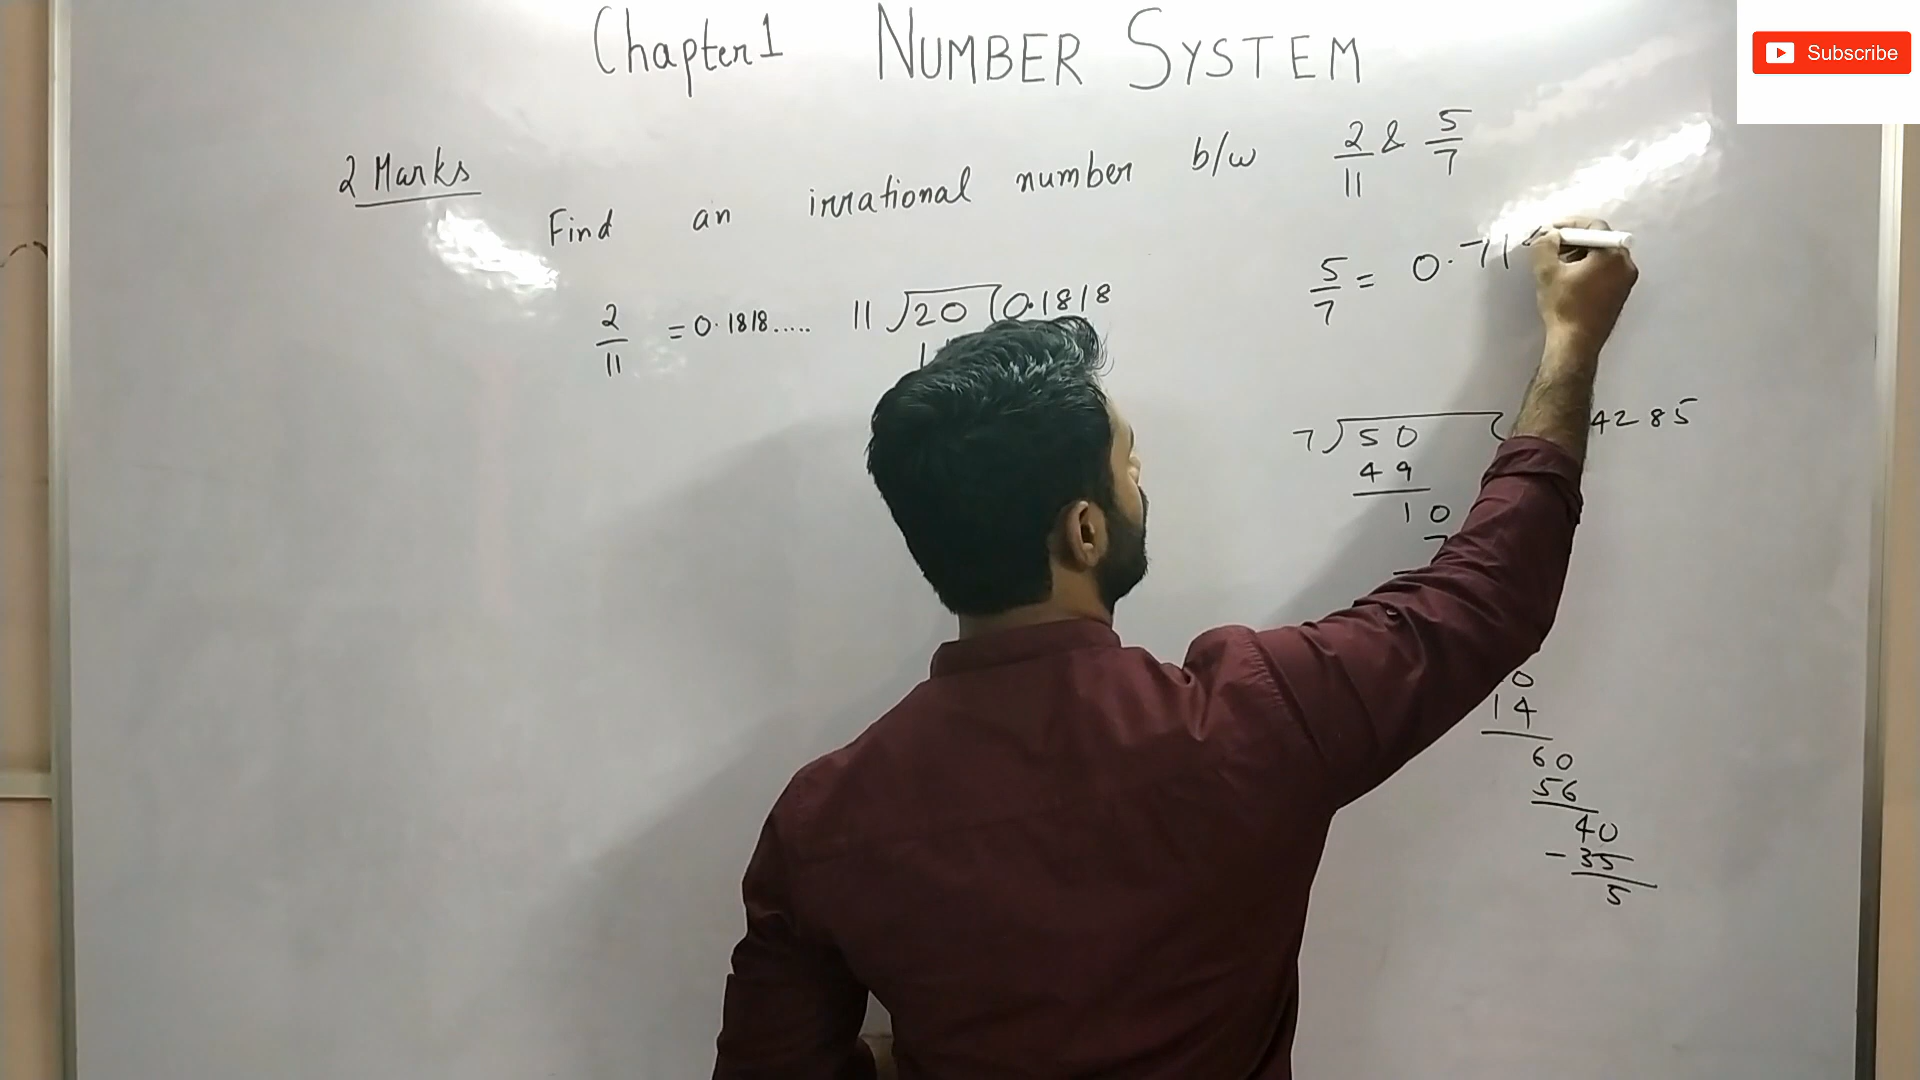 Chapter 1 NUMBER SYSTEM
Subscribe
2 Marks
Find an irrational number b/w 2/11 & 5/7
2/11 = 0.1818..... 11 ) 20 ( 0.1818
5/7 = 0.71
7 ) 50 ( 4285
49
10
7
0
14
60
56
40
- 35
5